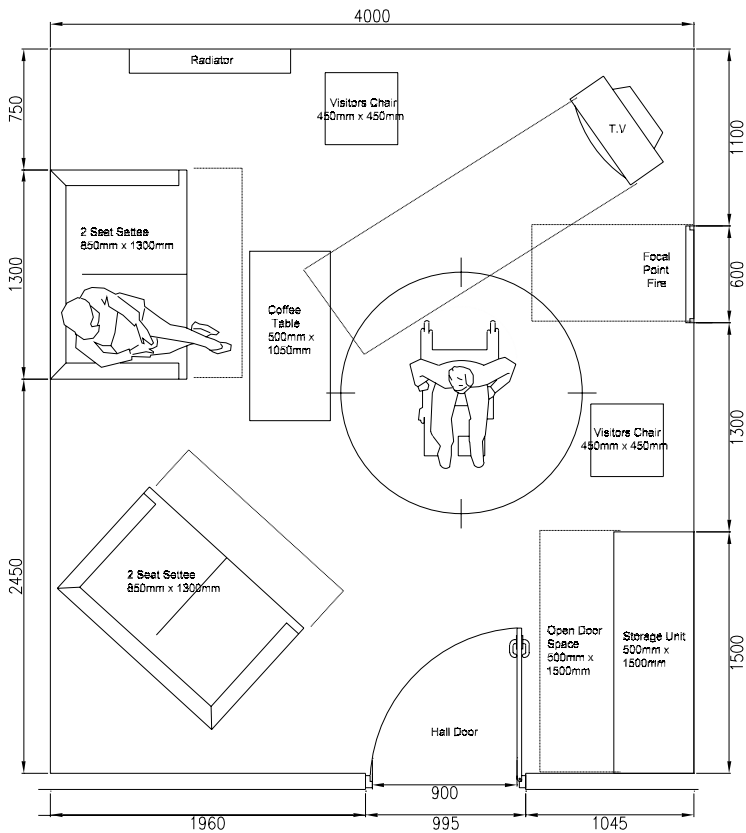 4000
Radiator
Visitors Chair
450mm x 450mm
T.V
750
1100
2 Seat Settee
850mm x 1300mm
1300
Focal
Point
Fire
600
Coffee
Table
500mm x
1050mm
Visitors Chair
450mm x 450mm
1300
2450
2 Seat Settee
850mm x 1300mm
Open Door
Space
500mm x
1500mm
Storage Unit
500mm x
1500mm
1500
Hall Door
900
1960
995
1045